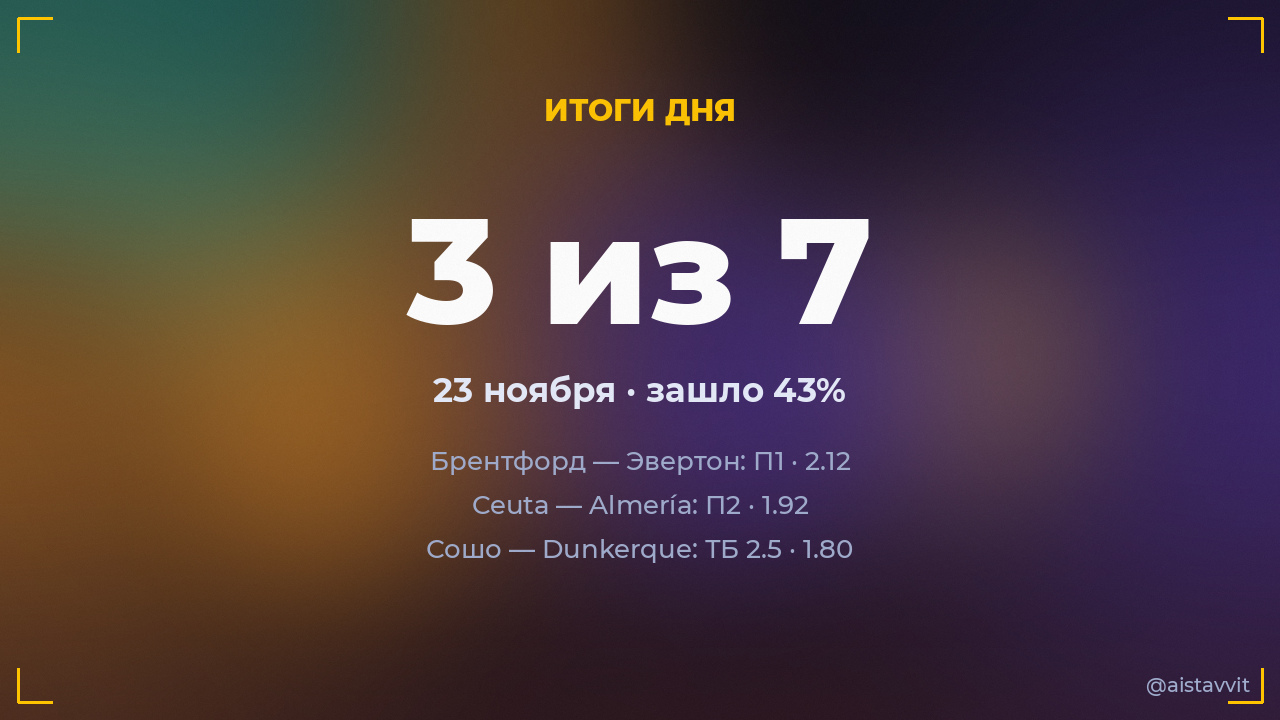 ИТОГИ ДНЯ
3 из 7
23 ноября · зашло 43%
Брентфорд — Эвертон: П1 · 2.12
Ceuta — Almería: П2 · 1.92
Сошо — Dunkerque: ТБ 2.5 · 1.80
@aistavvit